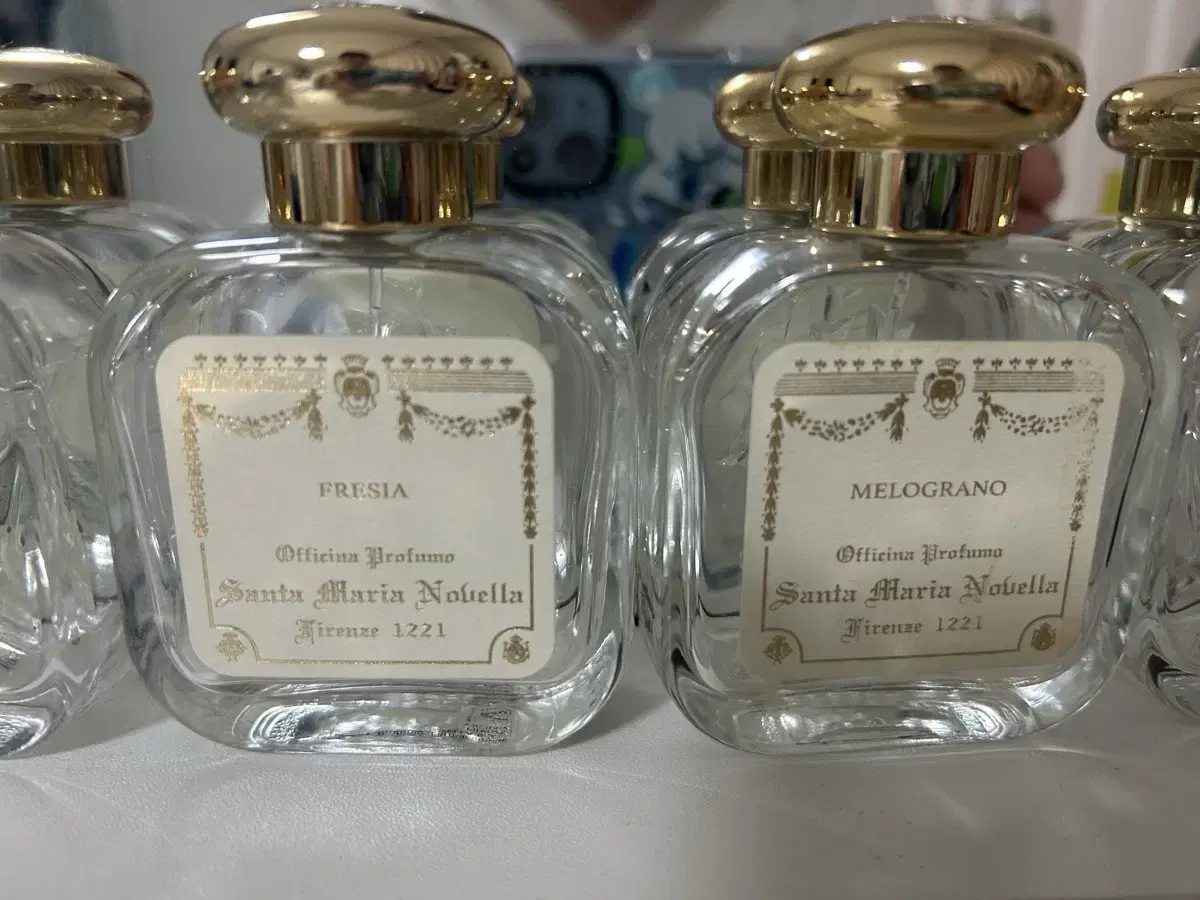 FRESIA
Officina Profumo
Santa Maria Novella
Firenze 1221
MELOGRANO
Officina Profumo
Santa Maria Novella
Firenze 1221